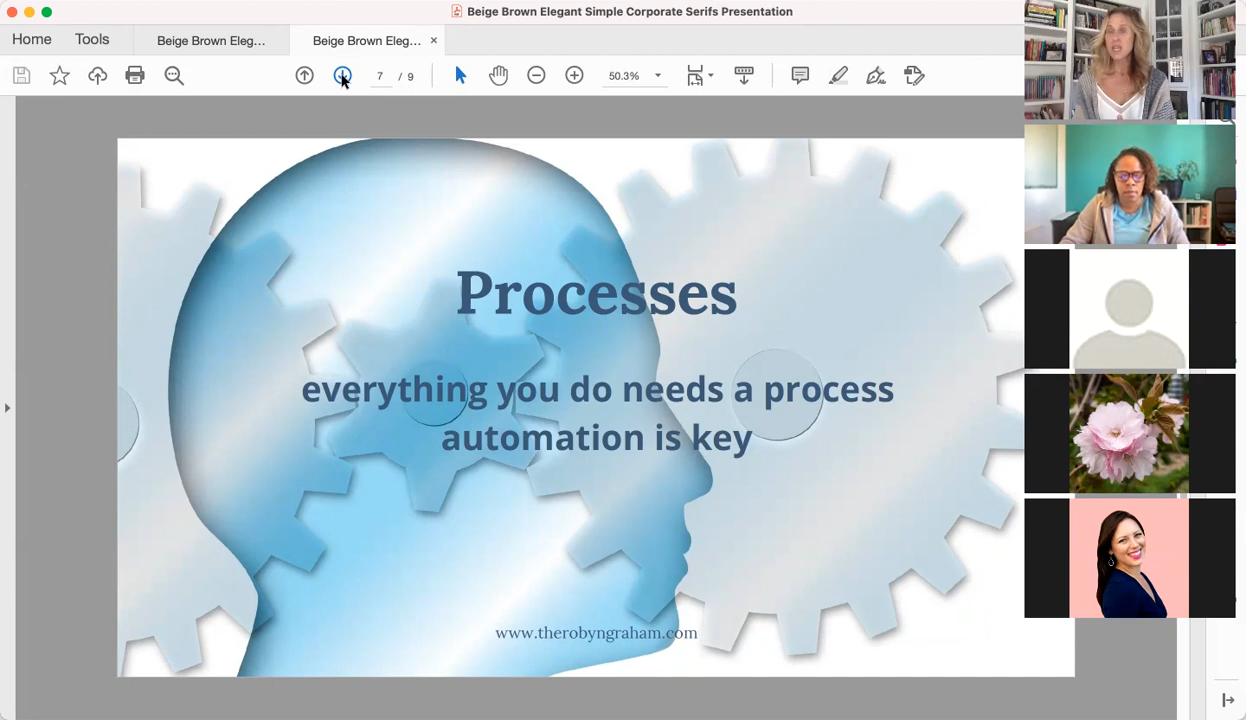 Beige Brown Elegant Simple Corporate Serifs Presentation
Home
Tools
Beige Brown Eleg...
Beige Brown Eleg...
7 / 9
50.3%
Processes
everything you do needs a process
automation is key
www.therobyngraham.com